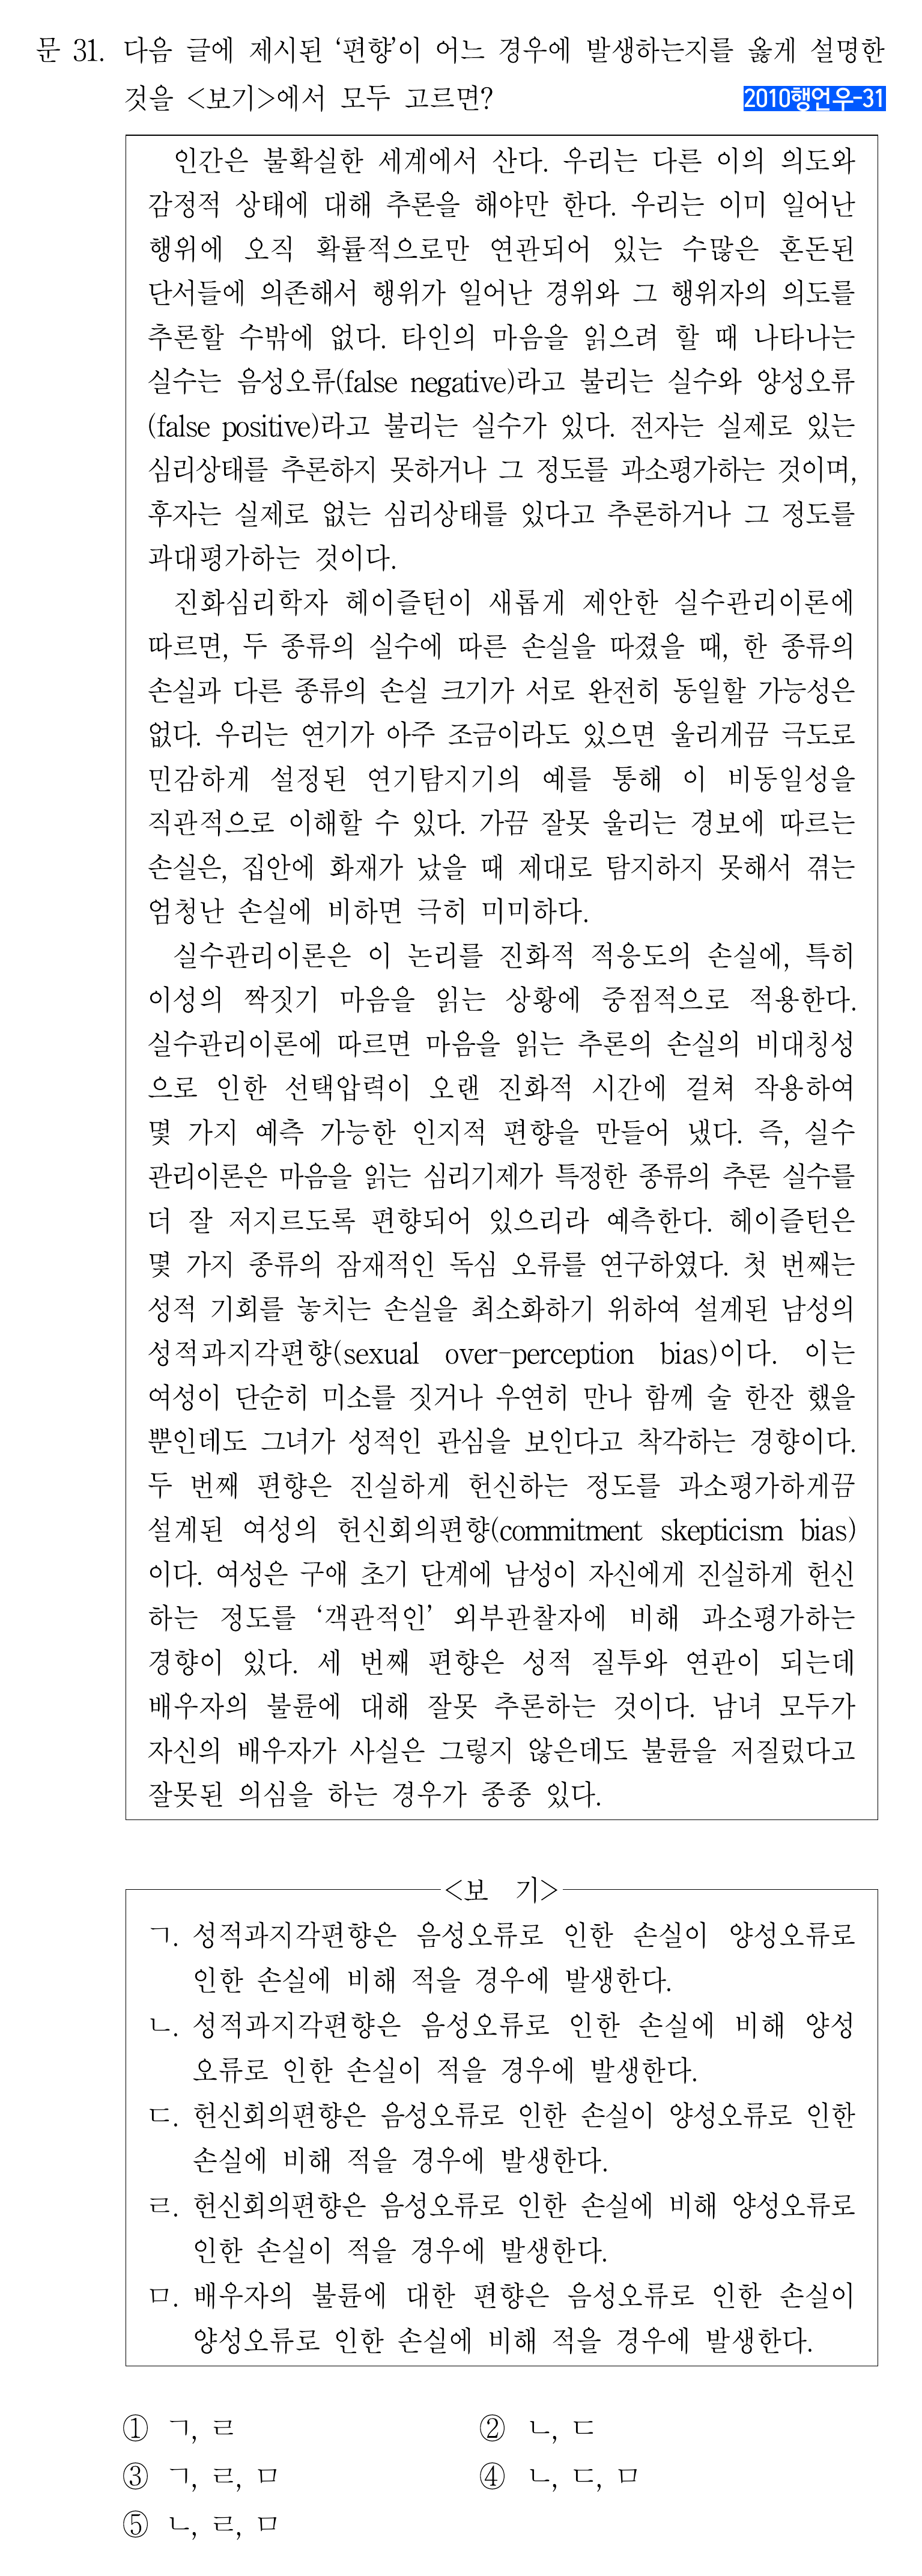 문 31. 다음 글에 제시된 ‘편향’이 어느 경우에 발생하는지를 옳게 설명한
것을 <보기>에서 모두 고르면?
2010행언우-31
인간은 불확실한 세계에서 산다. 우리는 다른 이의 의도와
감정적 상태에 대해 추론을 해야만 한다. 우리는 이미 일어난
행위에 오직 확률적으로만 연관되어 있는 수많은 혼돈된
단서들에 의존해서 행위가 일어난 경위와 그 행위자의 의도를
추론할 수밖에 없다. 타인의 마음을 읽으려 할 때 나타나는
실수는 음성오류(false negative)라고 불리는 실수와 양성오류
(false positive)라고 불리는 실수가 있다. 전자는 실제로 있는
심리상태를 추론하지 못하거나 그 정도를 과소평가하는 것이며,
후자는 실제로 없는 심리상태를 있다고 추론하거나 그 정도를
과대평가하는 것이다.
진화심리학자 헤이즐턴이 새롭게 제안한 실수관리이론에
따르면, 두 종류의 실수에 따른 손실을 따졌을 때, 한 종류의
손실과 다른 종류의 손실 크기가 서로 완전히 동일할 가능성은
없다. 우리는 연기가 아주 조금이라도 있으면 울리게끔 극도로
민감하게 설정된 연기탐지기의 예를 통해 이 비동일성을
직관적으로 이해할 수 있다. 가끔 잘못 울리는 경보에 따르는
손실은, 집안에 화재가 났을 때 제대로 탐지하지 못해서 겪는
엄청난 손실에 비하면 극히 미미하다.
실수관리이론은 이 논리를 진화적 적응도의 손실에, 특히
이성의 짝짓기 마음을 읽는 상황에 중점적으로 적용한다.
실수관리이론에 따르면 마음을 읽는 추론의 손실의 비대칭성
으로 인한 선택압력이 오랜 진화적 시간에 걸쳐 작용하여
몇 가지 예측 가능한 인지적 편향을 만들어 냈다. 즉, 실수
관리이론은 마음을 읽는 심리기제가 특정한 종류의 추론 실수를
더 잘 저지르도록 편향되어 있으리라 예측한다. 헤이즐턴은
몇 가지 종류의 잠재적인 독심 오류를 연구하였다. 첫 번째는
성적 기회를 놓치는 손실을 최소화하기 위하여 설계된 남성의
성적과지각편향(sexual over-perception bias)이다. 이는
여성이 단순히 미소를 짓거나 우연히 만나 함께 술 한잔 했을
뿐인데도 그녀가 성적인 관심을 보인다고 착각하는 경향이다.
두 번째 편향은 진실하게 헌신하는 정도를 과소평가하게끔
설계된 여성의 헌신회의편향(commitment skepticism bias)
이다. 여성은 구애 초기 단계에 남성이 자신에게 진실하게 헌신
하는 정도를 ‘객관적인’ 외부관찰자에 비해 과소평가하는
경향이 있다. 세 번째 편향은 성적 질투와 연관이 되는데
배우자의 불륜에 대해 잘못 추론하는 것이다. 남녀 모두가
자신의 배우자가 사실은 그렇지 않은데도 불륜을 저질렀다고
잘못된 의심을 하는 경우가 종종 있다.
<보 기>
ㄱ. 성적과지각편향은 음성오류로 인한 손실이 양성오류로
인한 손실에 비해 적을 경우에 발생한다.
ㄴ. 성적과지각편향은 음성오류로 인한 손실에 비해 양성
오류로 인한 손실이 적을 경우에 발생한다.
ㄷ. 헌신회의편향은 음성오류로 인한 손실이 양성오류로 인한
손실에 비해 적을 경우에 발생한다.
ㄹ. 헌신회의편향은 음성오류로 인한 손실에 비해 양성오류로
인한 손실이 적을 경우에 발생한다.
ㅁ. 배우자의 불륜에 대한 편향은 음성오류로 인한 손실이
양성오류로 인한 손실에 비해 적을 경우에 발생한다.
① ㄱ, ㄹ ② ㄴ, ㄷ
③ ㄱ, ㄹ, ㅁ ④ ㄴ, ㄷ, ㅁ
⑤ ㄴ, ㄹ, ㅁ